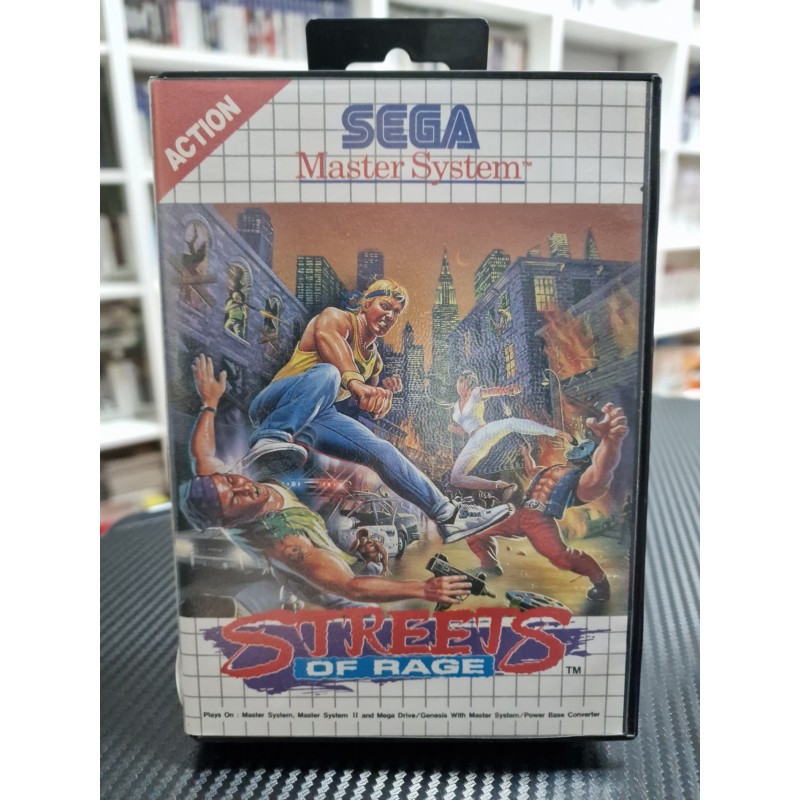 ACTION
SEGA
Master System™
STREETS
OF RAGE
TM
Plays On : Master System, Master System II and Mega Drive/Genesis With Master System/Power Base Converter